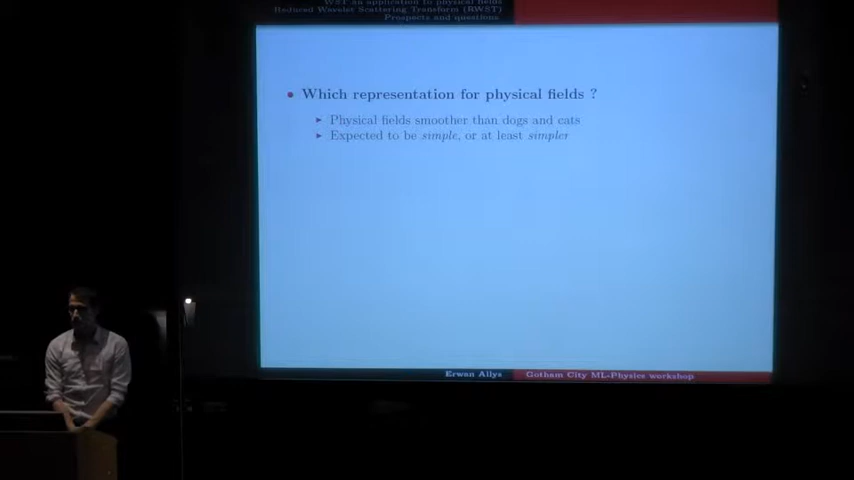 WST an application to physical fields
Reduced Wavelet Scattering Transform (RWST)
Prospects and questions
Which representation for physical fields ?
Physical fields smoother than dogs and cats
Expected to be simple, or at least simpler
Erwan Allys
Gotham City ML-Physics workshop